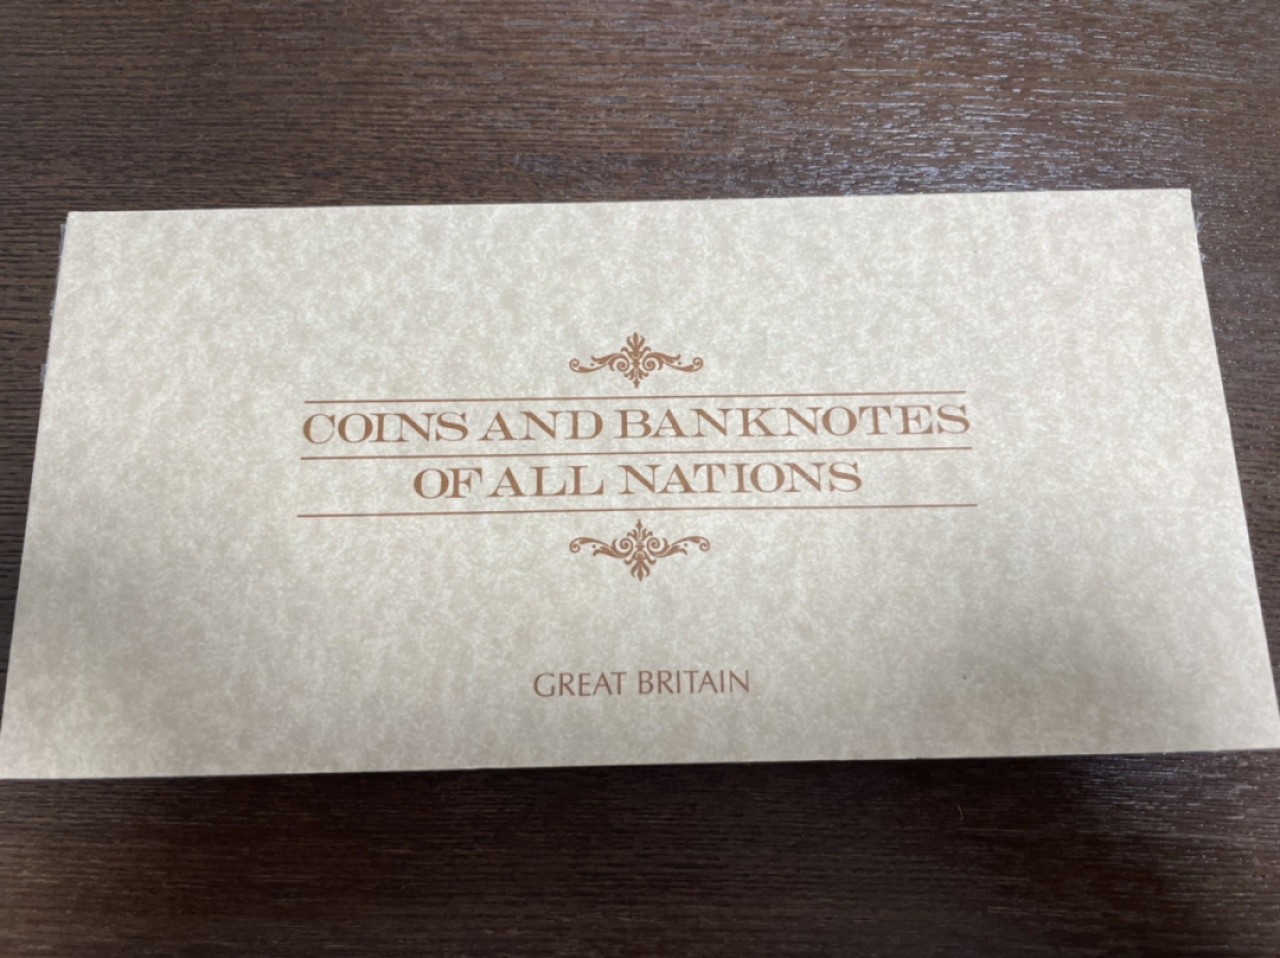 COINS AND BANKNOTES
OF ALL NATIONS
GREAT BRITAIN